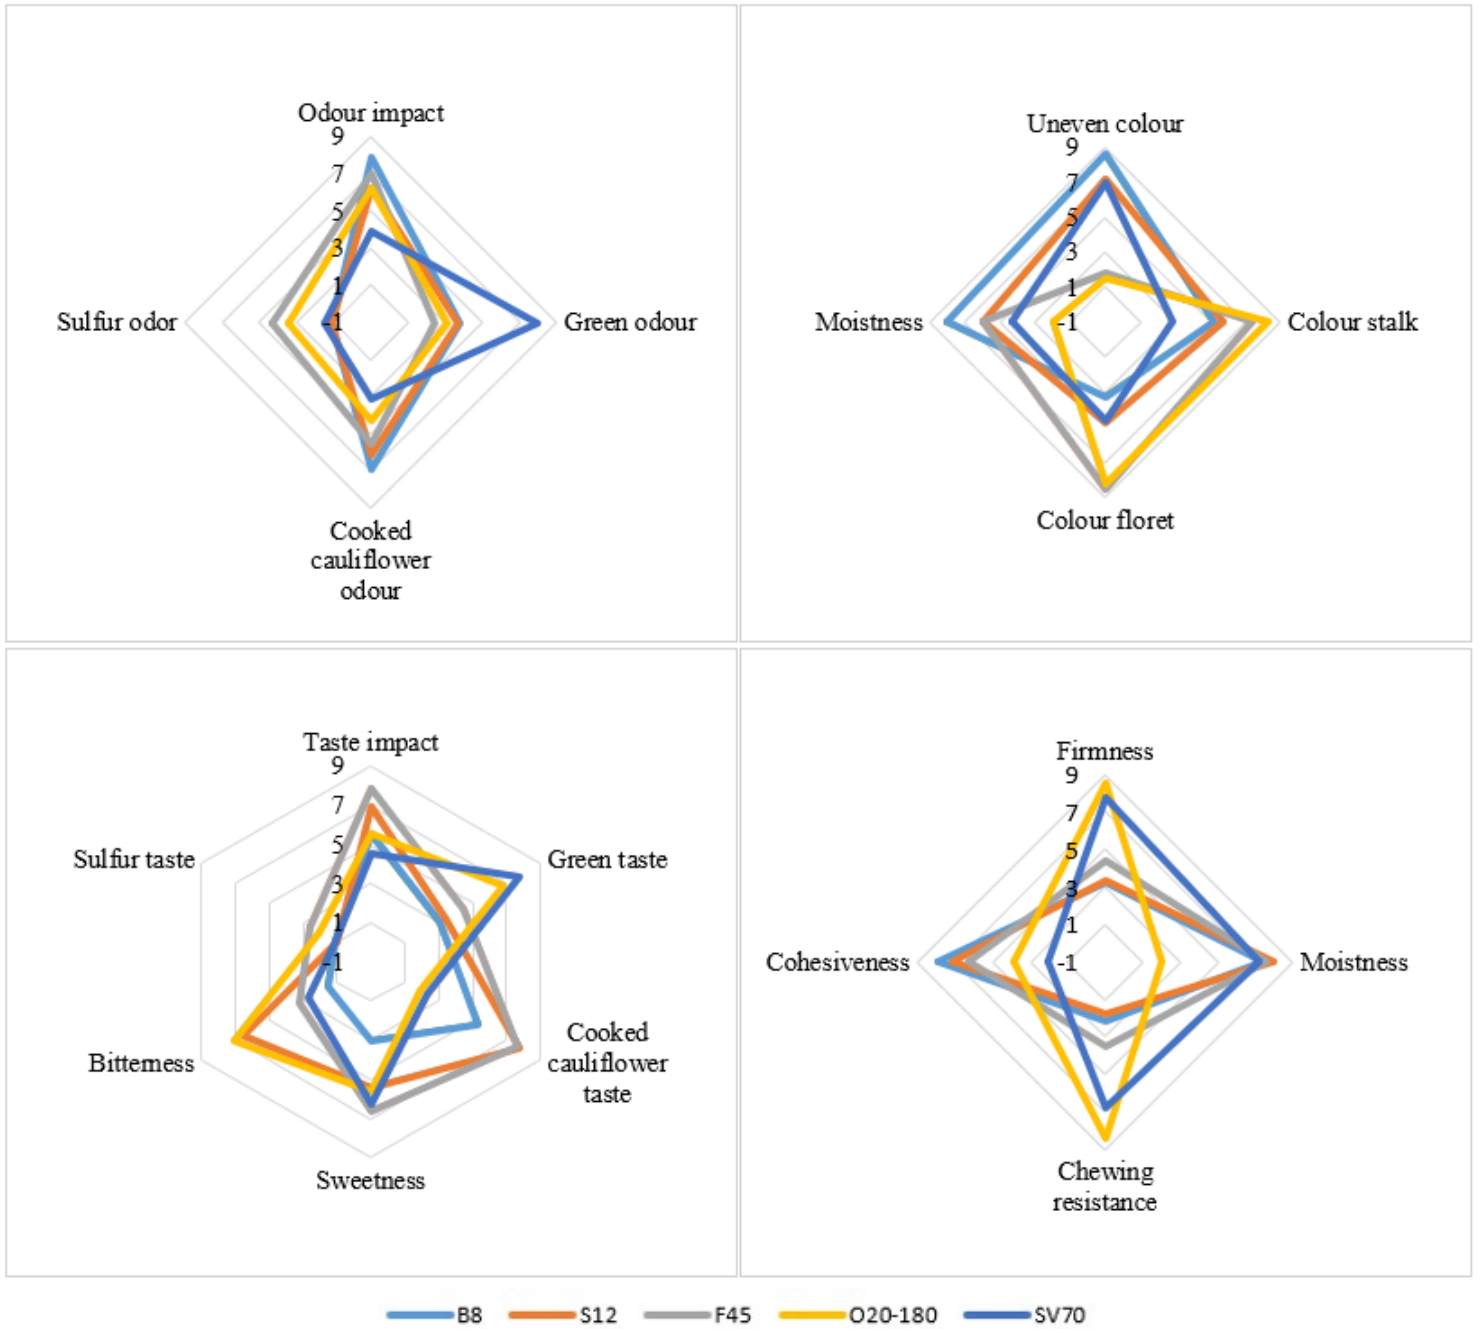 Odour impact
9
7
5
3
1
-1
Sulfur odor
Green odour
Cooked
cauliflower
odour
Uneven colour
9
7
5
3
1
-1
Moistness
Colour stalk
Colour floret
Taste impact
9
7
5
3
1
-1
Sulfur taste
Green taste
Bitterness
Cooked
cauliflower
taste
Sweetness
Firmness
9
7
5
3
1
-1
Cohesiveness
Moistness
Chewing
resistance
B8 S12 F45 O20-180 SV70